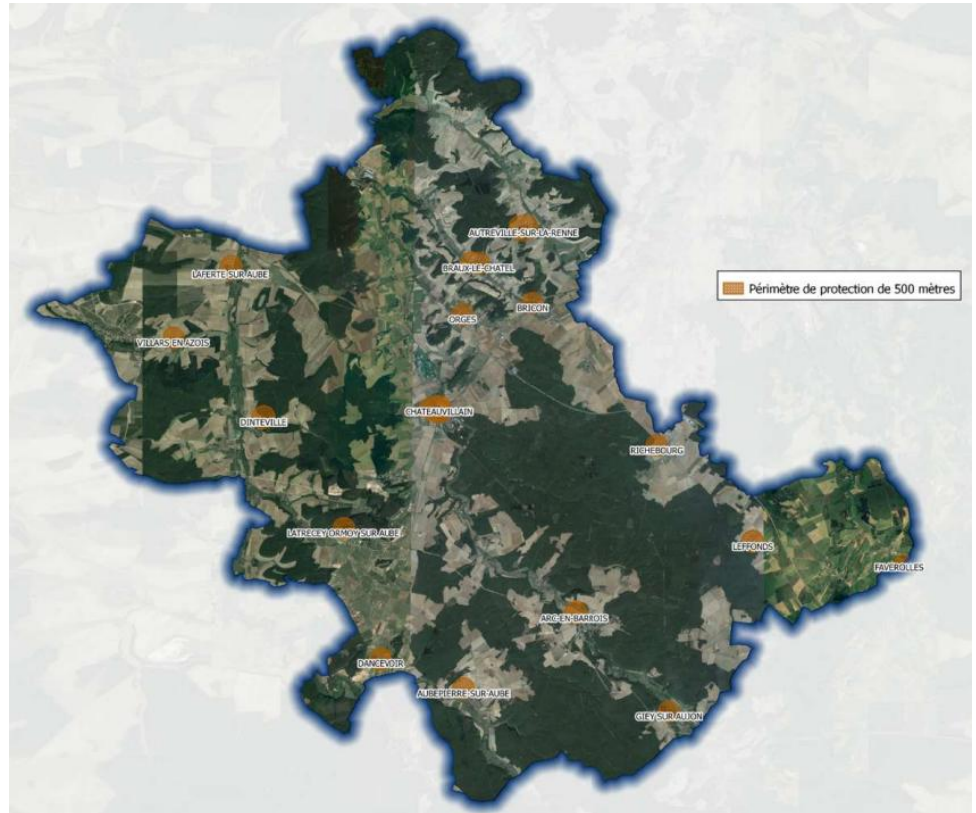 AUTREVILLE-SUR-LA-RENNE
BRAUX-LE-CHATEL
LAFERTE SUR AUBE
Périmètre de protection de 500 mètres
BRICON
ORGES
VILLARS-EN-AZOIS
CHATEAUVILLAIN
DINTEVILLE
RICHEBOURG
LATRECEY ORMOY SUR AUBE
LEFFONDS
FAVEROLLES
ARC-EN-BARROIS
DANCEVOIR
AUBEPIERRE-SUR-AUBE
GIEY SUR AUJON